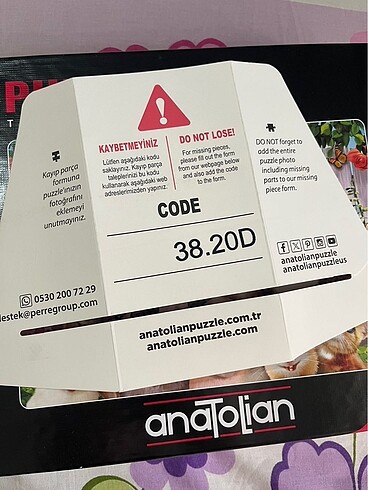 KAYBETMEYİNİZ
Lütfen aşağıdaki kodu
saklayınız. Kayıp parça
taleplerinizi bu kodu
kullanarak aşağıdaki web
adreslerimizden yapınız.
DO NOT LOSE!
For missing pieces,
please fill out the form
from our webpage below
and also add the code
to the form.
CODE
38.20D
Kayıp parça
formuna
puzzle'ınızın
fotoğrafını
eklemeyi
unutmayınız.
0530 200 72 29
destek@perregroup.com
DO NOT forget to
add the entire
puzzle photo
including missing
parts to our missing
piece form.
anatolianpuzzle
anatolianpuzzleus
anatolianpuzzle.com.tr
anatolianpuzzle.com
anaTolian